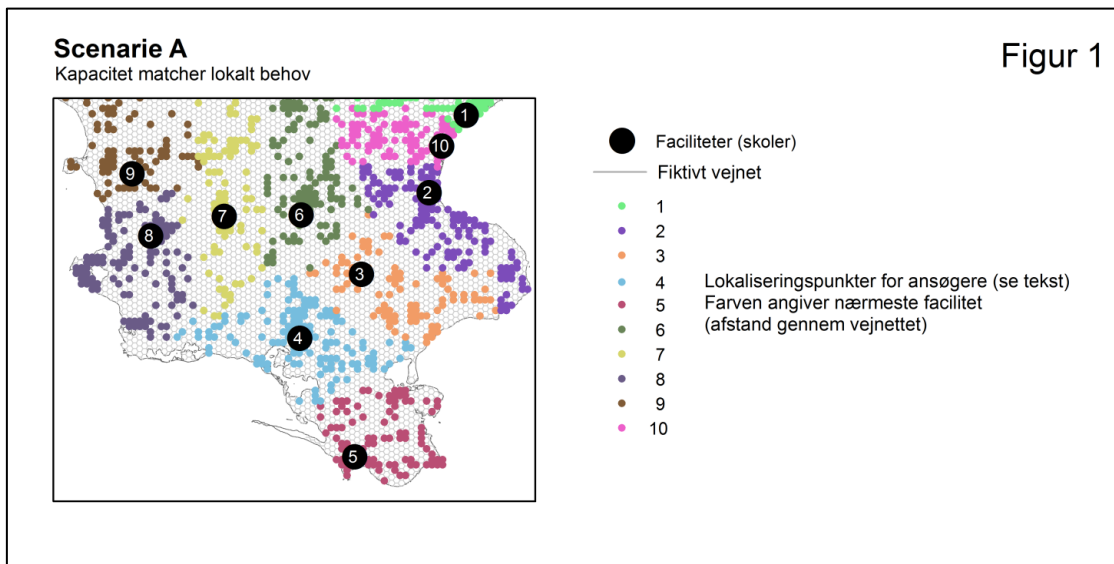 Scenarie A
Kapacitet matcher lokalt behov
Figur 1
1
10
2
9
6
7
8
3
4
5
Faciliteter (skoler)
Fiktivt vejnet
1
2
3
4
5
6
7
8
9
10
Lokaliseringspunkter for ansøgere (se tekst)
Farven angiver nærmeste facilitet
(afstand gennem vejnettet)